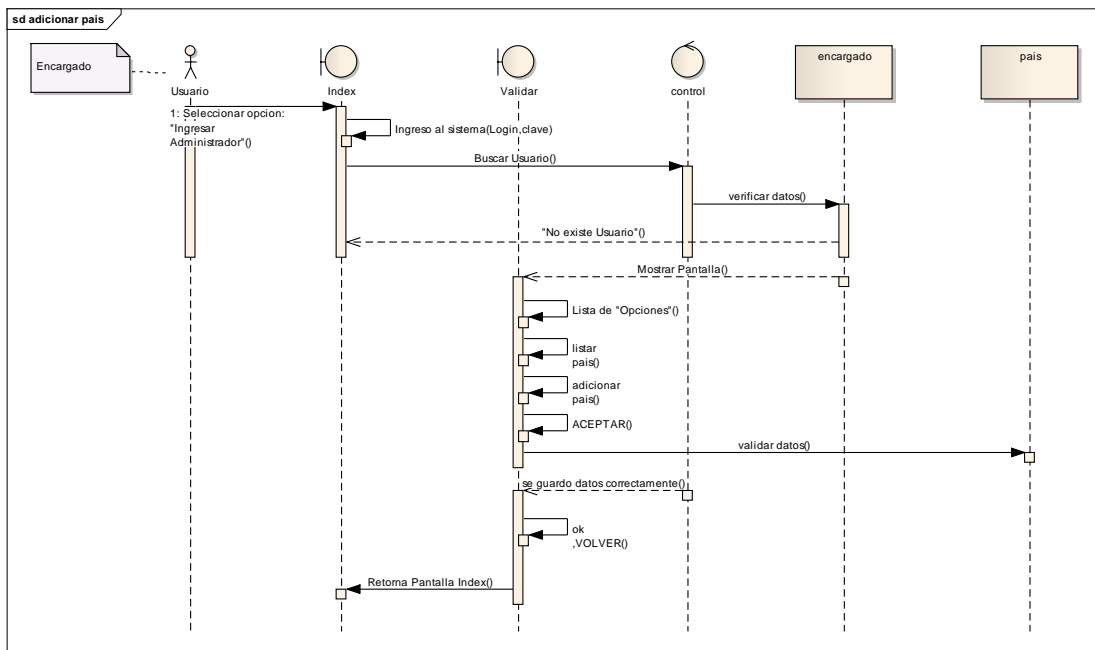 sd adicionar pais
Encargado
Usuario
Index
Validar
control
encargado
pais
1: Seleccionar opcion:
"Ingresar
Administrador"()
Ingreso al sistema(Login,clave)
Buscar Usuario()
verificar datos()
"No existe Usuario"()
Mostrar Pantalla()
Lista de "Opciones"()
listar
pais()
adicionar
pais()
ACEPTAR()
validar datos()
se guardo datos correctamente()
ok
,VOLVER()
Retorna Pantalla Index()